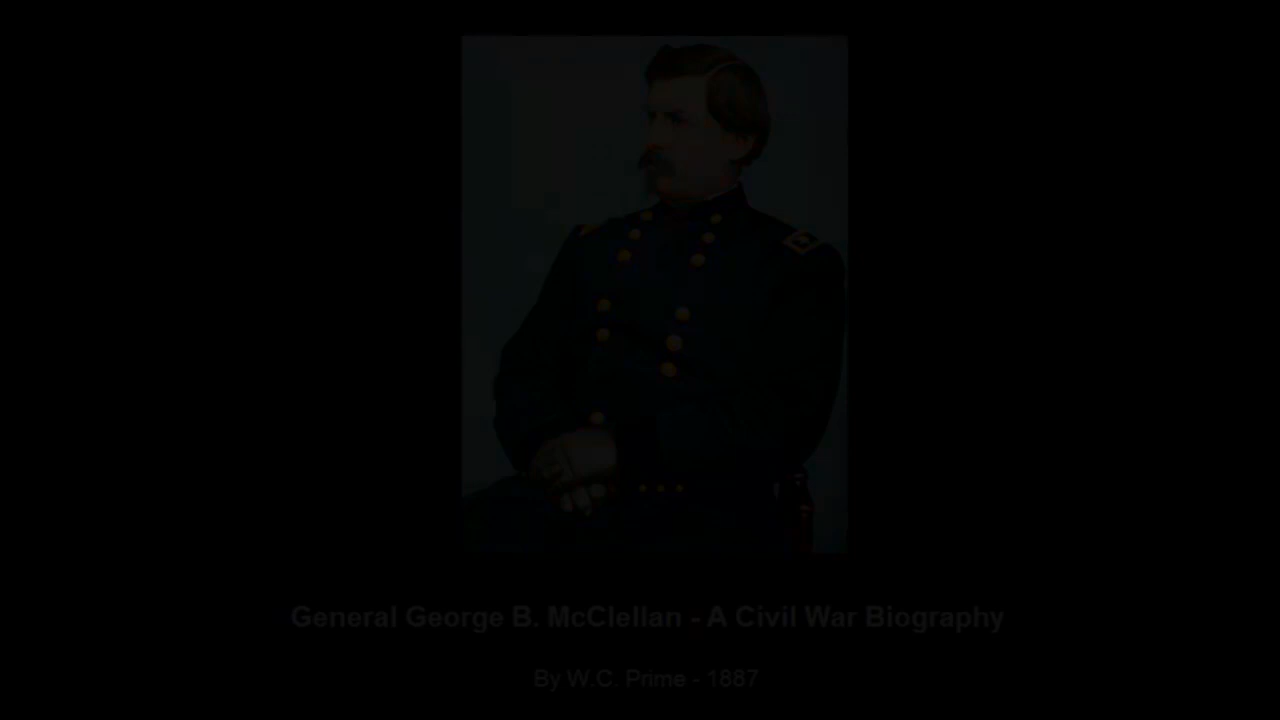 General George B. McClellan - A Civil War Biography
By W.C. Prime - 1887